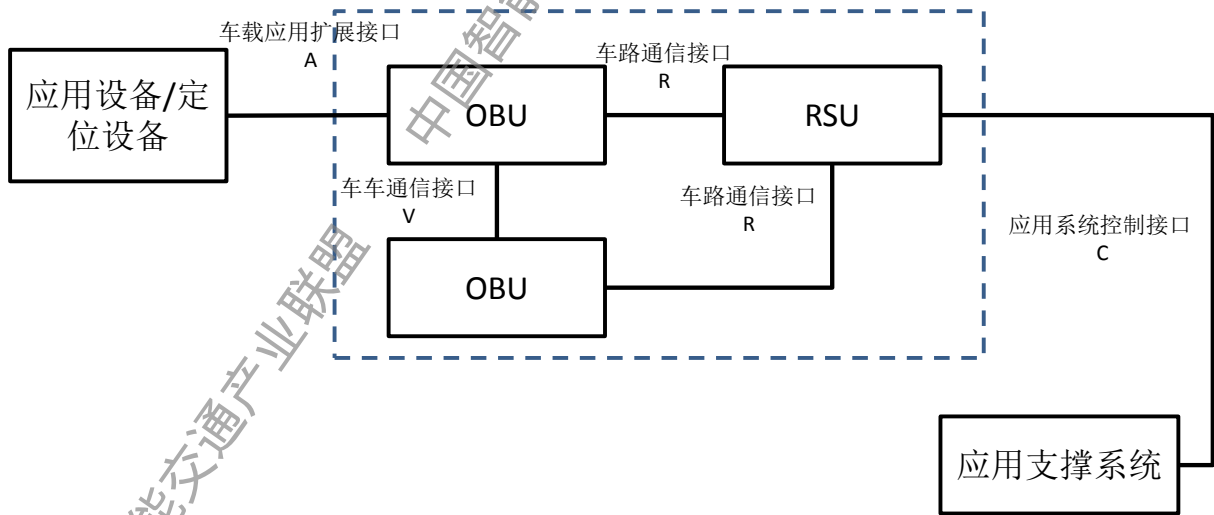 车载应用扩展接口
A
车路通信接口
R
应用设备/定
位设备
OBU
RSU
车车通信接口
V
车路通信接口
R
应用系统控制接口
C
OBU
应用支撑系统
中国智能
能交通产业联盟